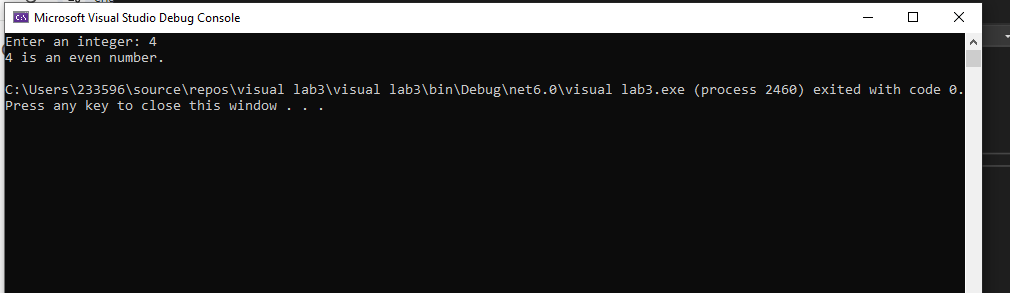 Microsoft Visual Studio Debug Console
Enter an integer: 4
4 is an even number.
C:\Users\233596\source\repos\visual lab3\visual lab3\bin\Debug\net6.0\visual lab3.exe (process 2460) exited with code 0.
Press any key to close this window . . .